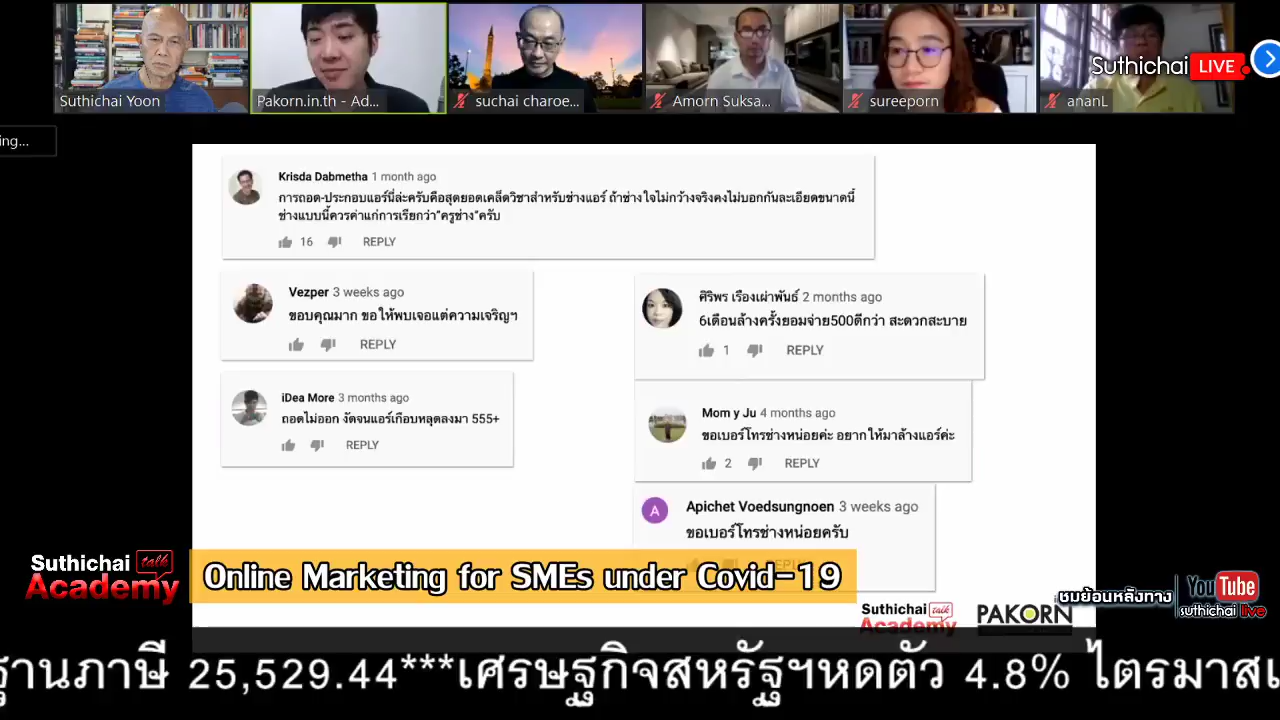 Suthichai Yoon
Pakorn.in.th - Ad...
suchai charoe...
Amorn Suksa...
sureeporn
ananL
Suthichai LIVE
ing...
Krisda Dabmetha 1 month ago
การถอด-ประกอบแอร์นี่ล่ะครับคือสุดยอดเคล็ดวิชาสำหรับช่างแอร์ ถ้าช่างใจไม่กว้างจริงคงไม่บอกกันละเอียดขนาดนี้
ช่างแบบนี้ควรค่าแก่การเรียกว่า"ครูช่าง"ครับ
16 REPLY
Vezper 3 weeks ago
ขอบคุณมาก ขอให้พบเจอแต่ความเจริญฯ
REPLY
iDea More 3 months ago
ถอดไม่ออก งัดจนแอร์เกือบหลุดลงมา 555+
REPLY
ศิริพร เรืองเผ่าพันธ์ 2 months ago
6เดือนล้างครั้งยอมจ่าย500ดีกว่า สะดวกสะบาย
1 REPLY
Mom y Ju 4 months ago
ขอเบอร์โทรช่างหน่อยค่ะ อยากให้มาล้างแอร์ค่ะ
2 REPLY
A
Apichet Voedsungnoen 3 weeks ago
ขอเบอร์โทรช่างหน่อยครับ
Suthichai talk
Academy
Online Marketing for SMEs under Covid-19
Suthichai talk
Academy
PAKORN
ชมย้อนหลังทาง
YouTube
suthichai live
ฐานภาษี 25,529.44***เศรษฐกิจสหรัฐฯหดตัว 4.8% ไตรมาสแ